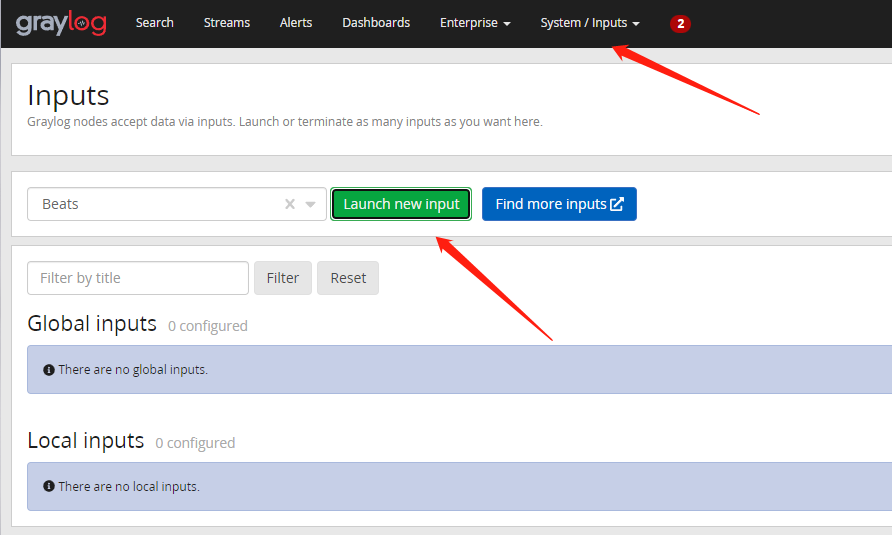 graylog Search Streams Alerts Dashboards Enterprise System / Inputs 2
Inputs
Graylog nodes accept data via inputs. Launch or terminate as many inputs as you want here.
Beats Launch new input Find more inputs
Filter by title Filter Reset
Global inputs 0 configured
There are no global inputs.
Local inputs 0 configured
There are no local inputs.